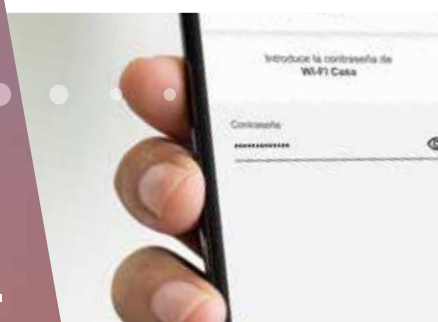 Introduce la contraseña de
WI-FI Casa
Contraseña
•••••••••••••